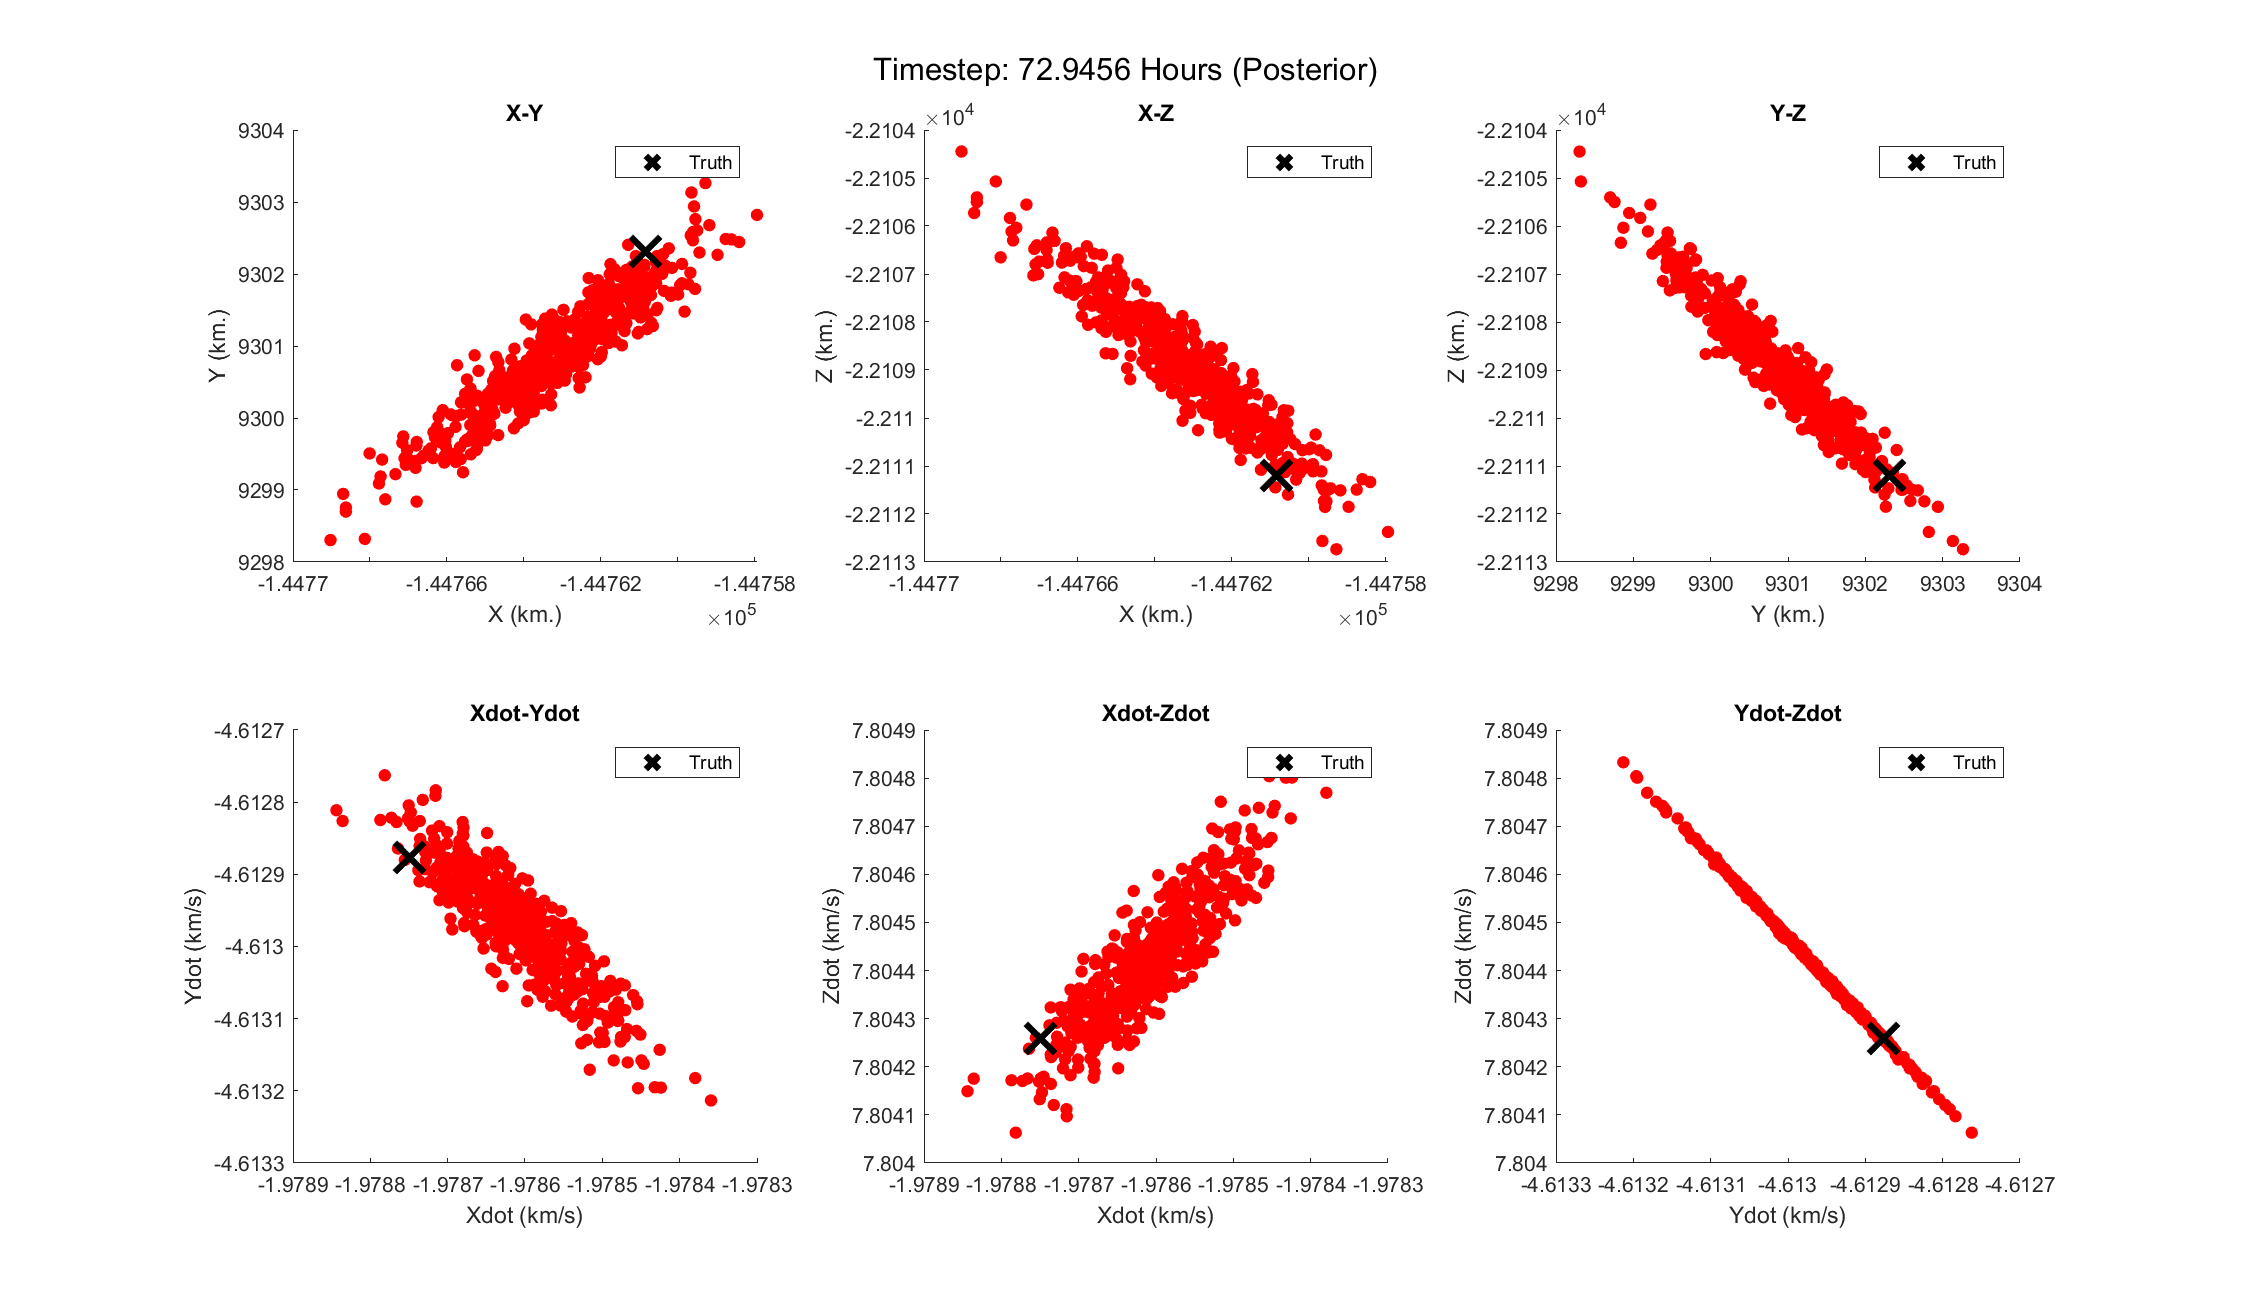 Timestep: 72.9456 Hours (Posterior)
X-Y
9304
9303
9302
9301
9300
9299
9298
Y (km.)
Truth
-1.4477 -1.44766 -1.44762 -1.44758
X (km.)
×10^5
X-Z
×10^4
-2.2104
-2.2105
-2.2106
-2.2107
-2.2108
-2.2109
-2.211
-2.2111
-2.2112
-2.2113
Z (km.)
Truth
-1.4477 -1.44766 -1.44762 -1.44758
X (km.)
×10^5
Y-Z
×10^4
-2.2104
-2.2105
-2.2106
-2.2107
-2.2108
-2.2109
-2.211
-2.2111
-2.2112
-2.2113
Z (km.)
Truth
9298 9299 9300 9301 9302 9303 9304
Y (km.)
Xdot-Ydot
-4.6127
-4.6128
-4.6129
-4.613
-4.6131
-4.6132
-4.6133
Ydot (km/s)
Truth
-1.9789 -1.9788 -1.9787 -1.9786 -1.9785 -1.9784 -1.9783
Xdot (km/s)
Xdot-Zdot
7.8049
7.8048
7.8047
7.8046
7.8045
7.8044
7.8043
7.8042
7.8041
7.804
Zdot (km/s)
Truth
-1.9789 -1.9788 -1.9787 -1.9786 -1.9785 -1.9784 -1.9783
Xdot (km/s)
Ydot-Zdot
7.8049
7.8048
7.8047
7.8046
7.8045
7.8044
7.8043
7.8042
7.8041
7.804
Zdot (km/s)
Truth
-4.6133 -4.6132 -4.6131 -4.613 -4.6129 -4.6128 -4.6127
Ydot (km/s)